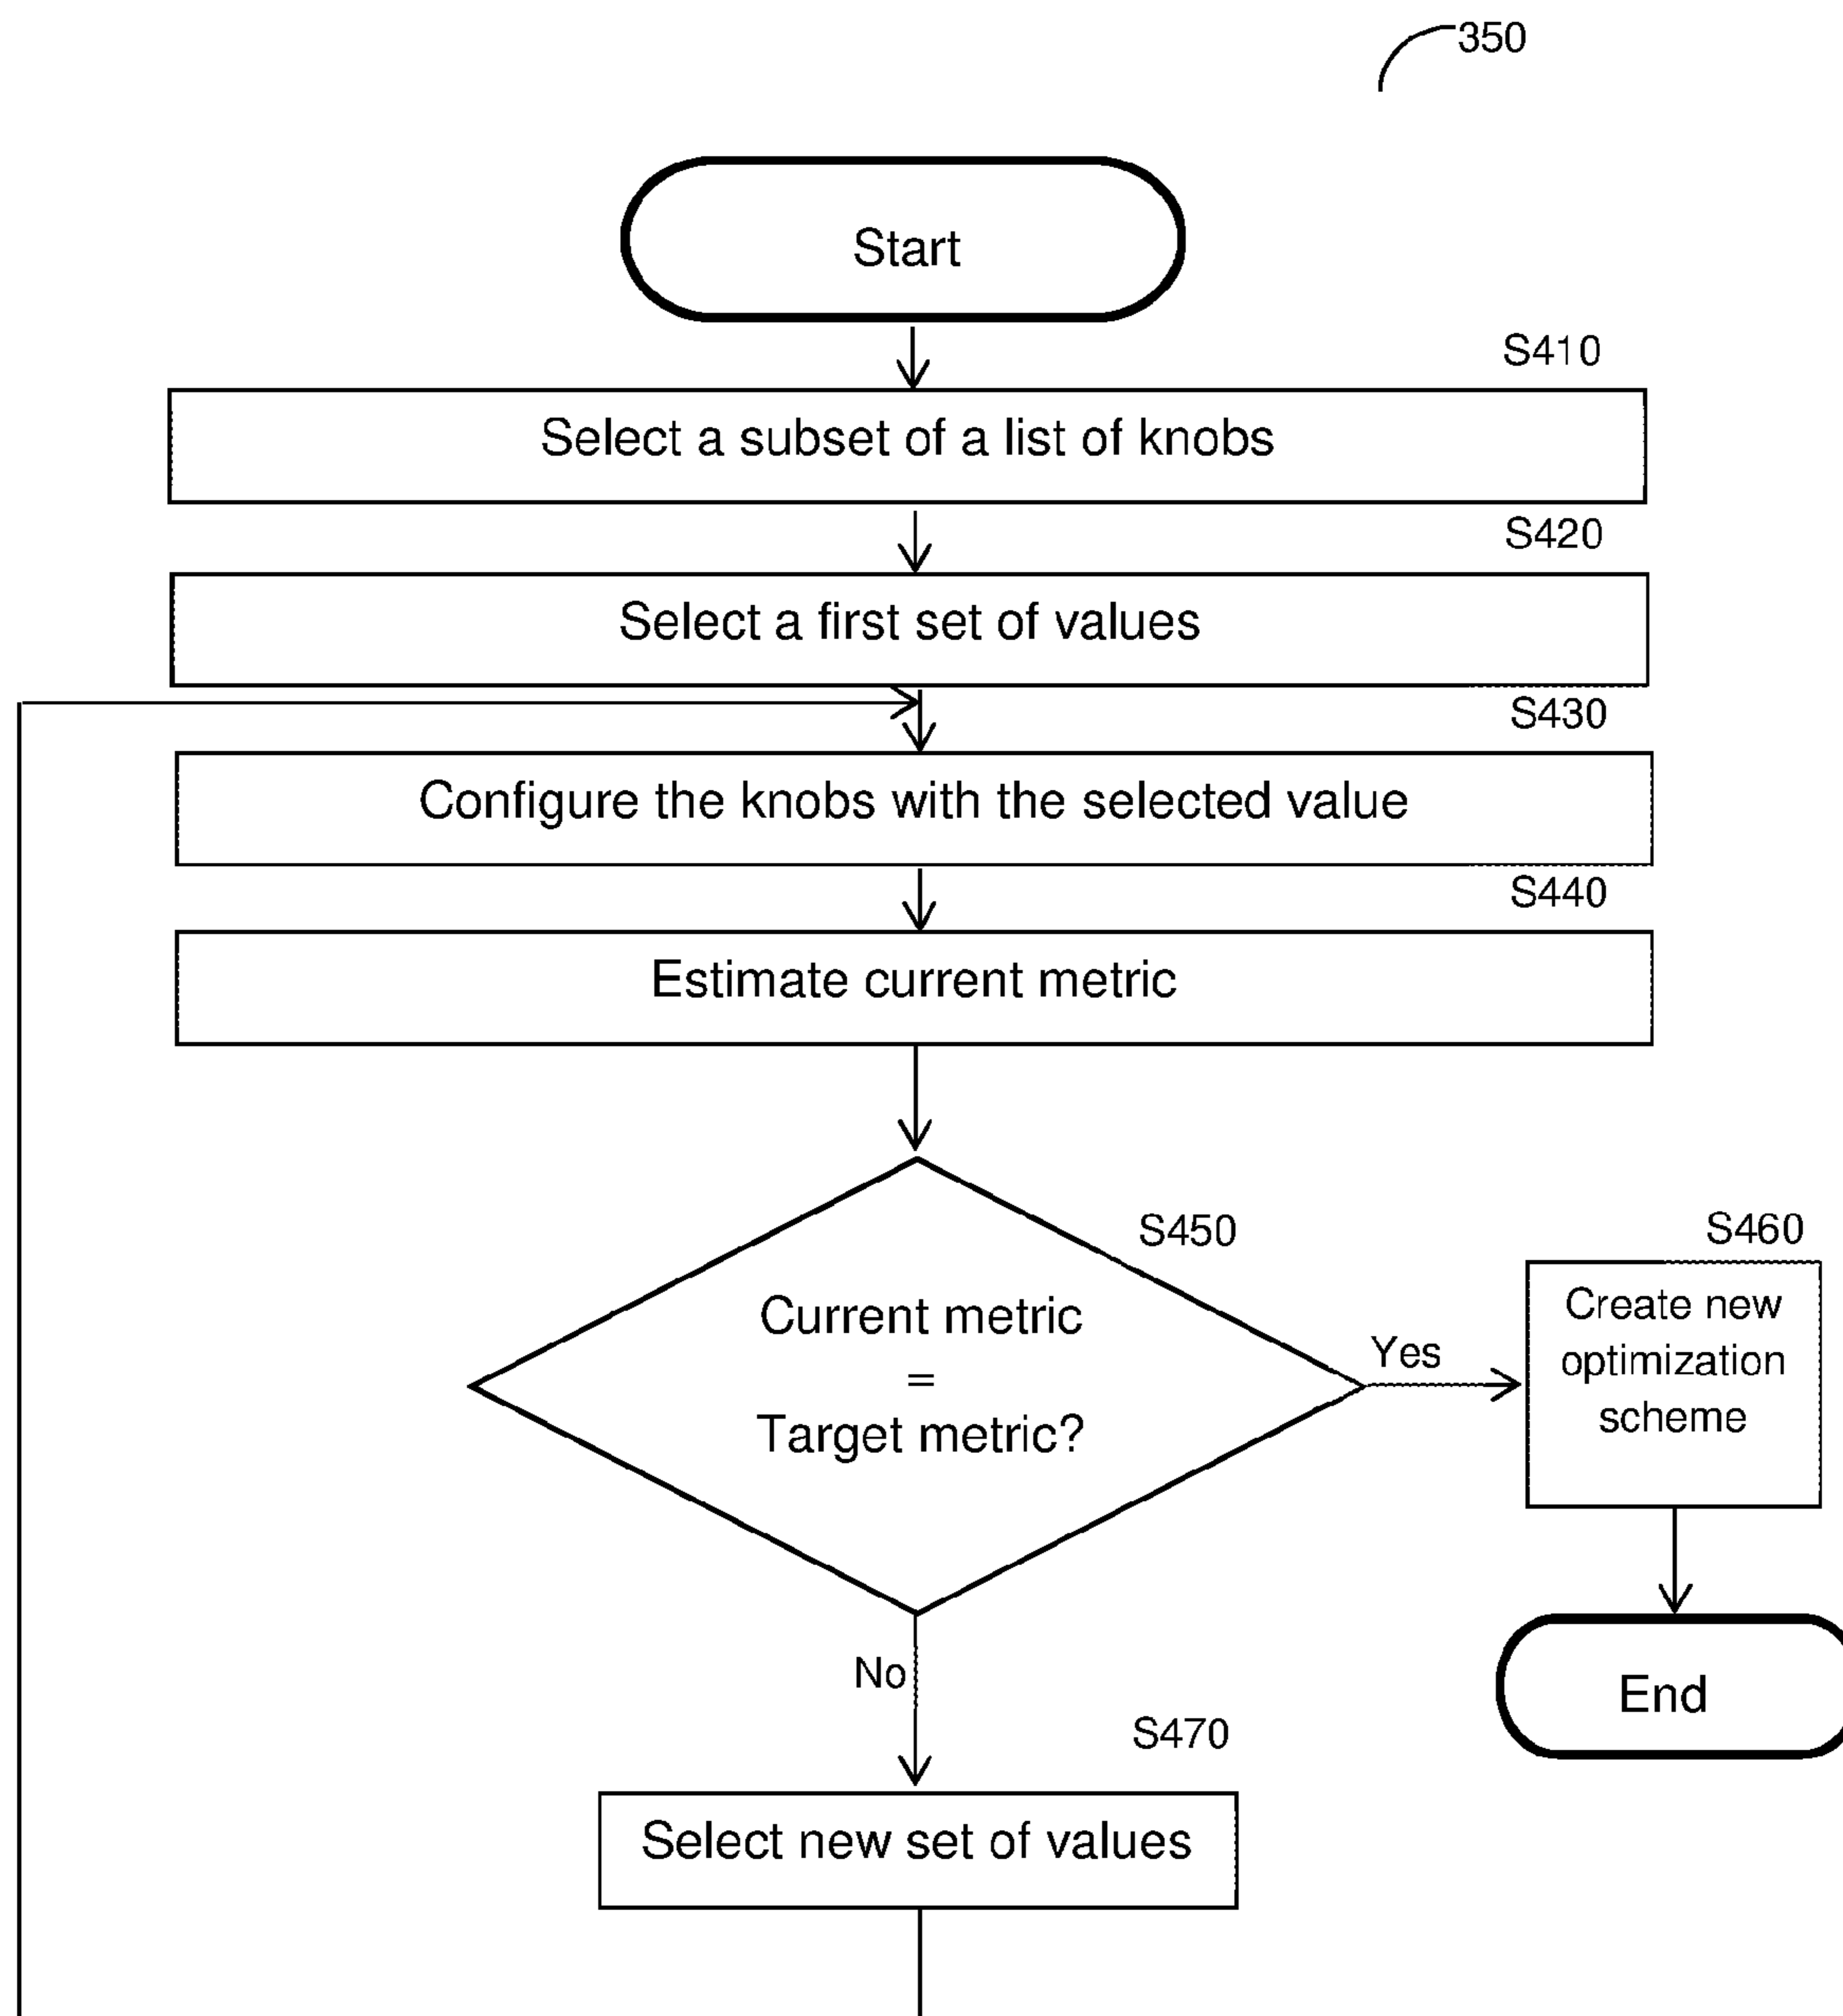 350
Start
S410
Select a subset of a list of knobs
S420
Select a first set of values
S430
Configure the knobs with the selected value
S440
Estimate current metric
S450
Current metric
=
Target metric?
Yes
S460
Create new
optimization
scheme
End
No
S470
Select new set of values